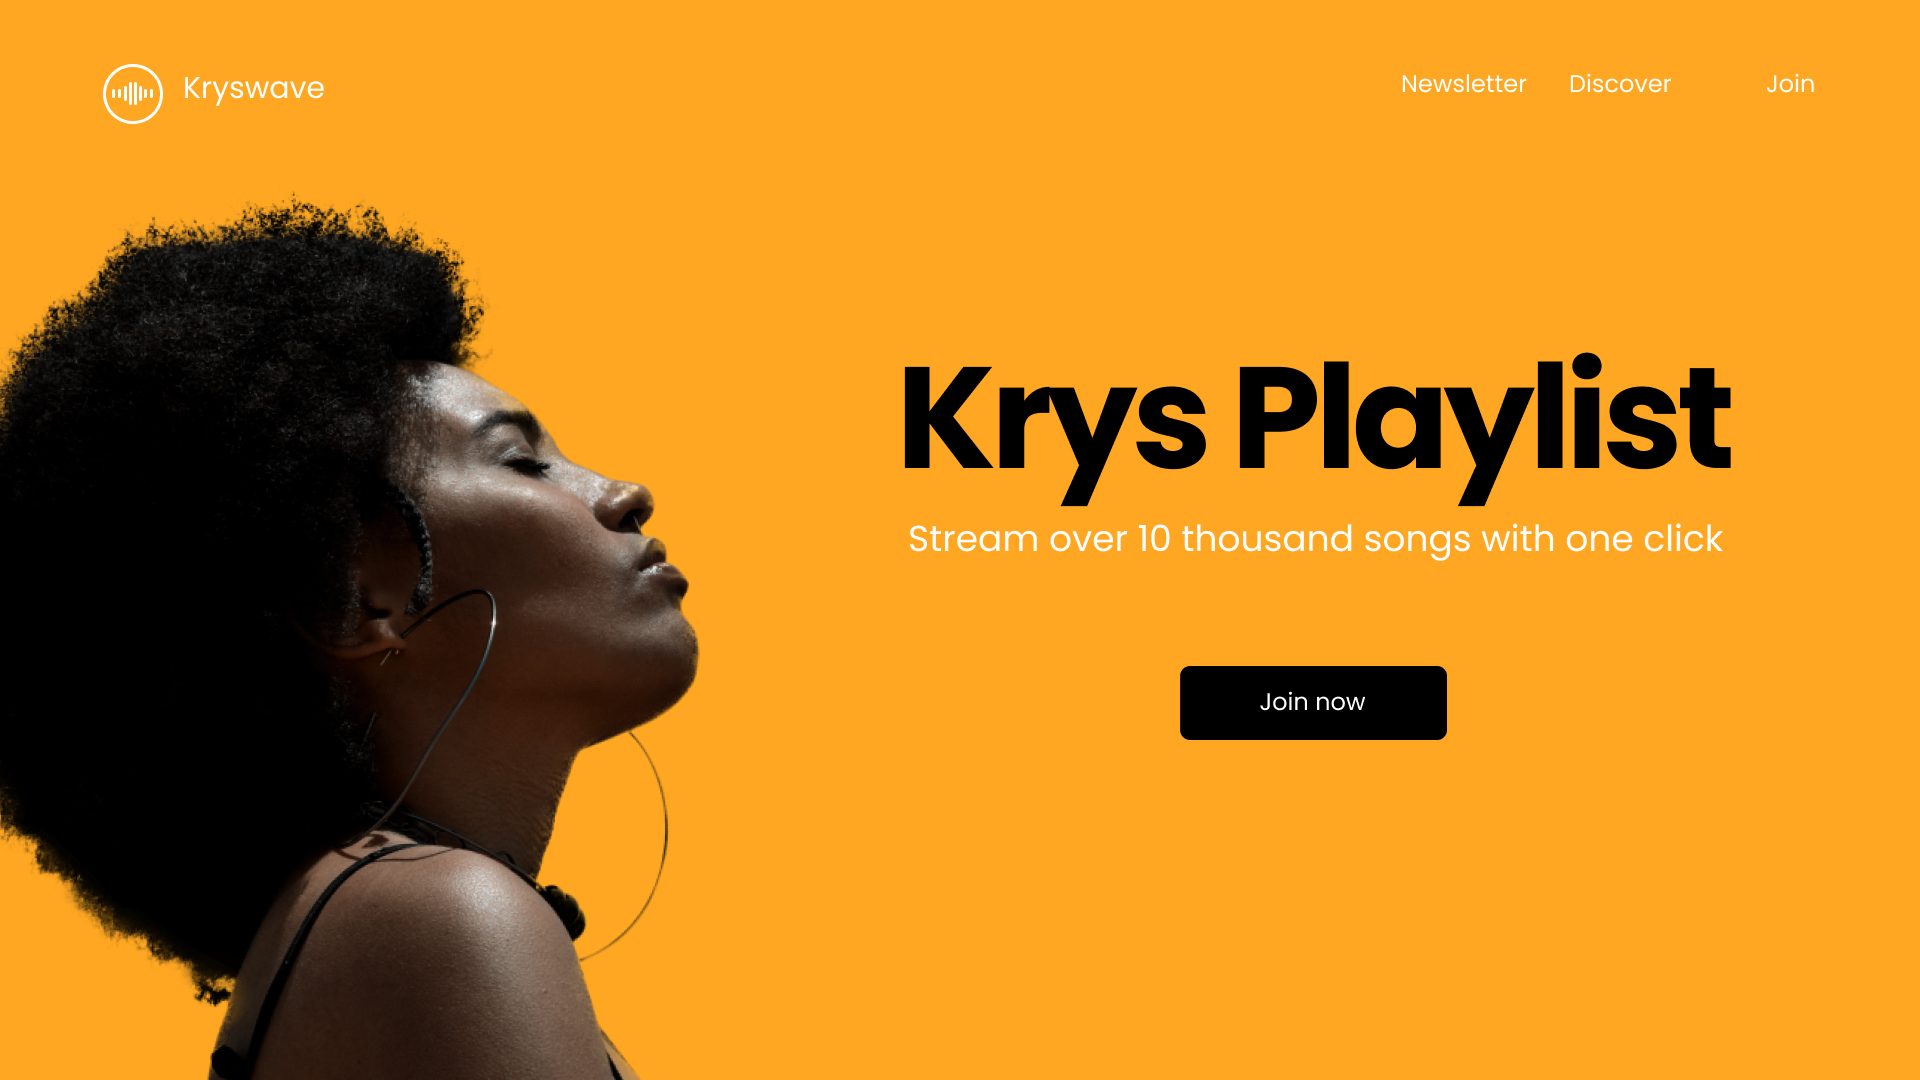 Kryswave
Newsletter Discover Join
Krys Playlist
Stream over 10 thousand songs with one click
Join now